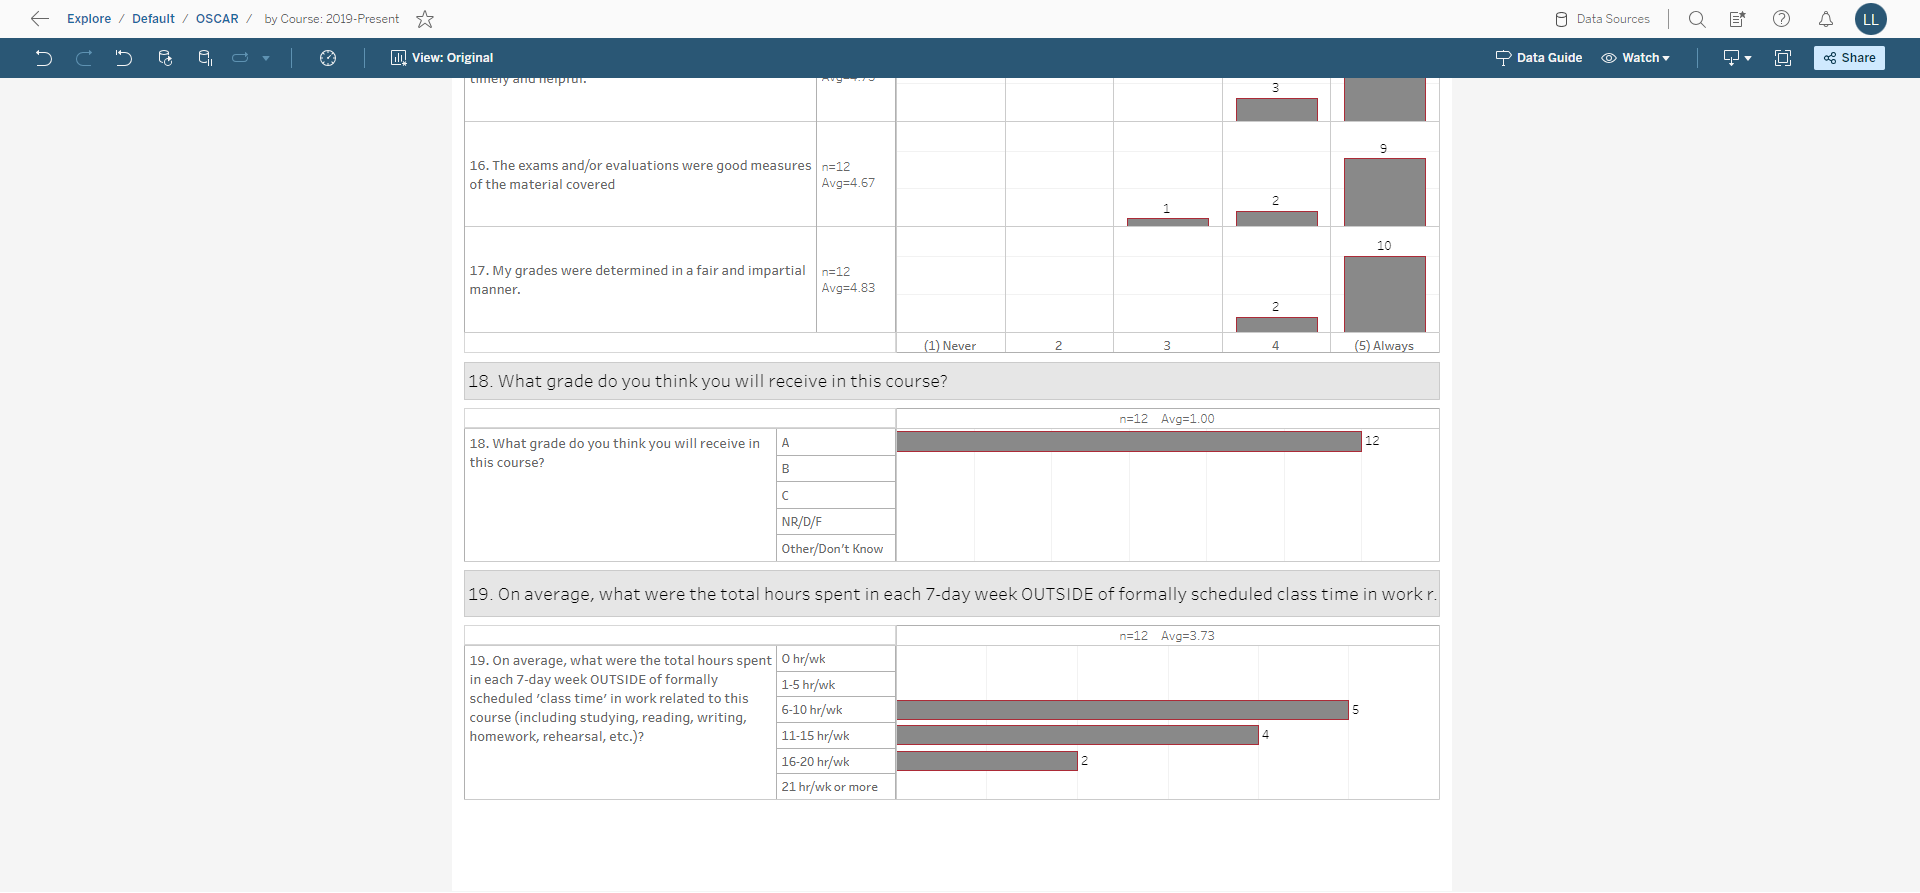 Explore / Default / OSCAR / by Course: 2019-Present
Data Sources
LL
View: Original
Data Guide
Watch
Share
timely and helpful.
Avg=4.75
3
16. The exams and/or evaluations were good measures
of the material covered
n=12
Avg=4.67
1
2
9
17. My grades were determined in a fair and impartial
manner.
n=12
Avg=4.83
2
10
(1) Never
2
3
4
(5) Always
18. What grade do you think you will receive in this course?
n=12 Avg=1.00
18. What grade do you think you will receive in
this course?
A
12
B
C
NR/D/F
Other/Don't Know
19. On average, what were the total hours spent in each 7-day week OUTSIDE of formally scheduled class time in work r.
n=12 Avg=3.73
19. On average, what were the total hours spent
in each 7-day week OUTSIDE of formally
scheduled ‘class time’ in work related to this
course (including studying, reading, writing,
homework, rehearsal, etc.)?
0 hr/wk
1-5 hr/wk
6-10 hr/wk
5
11-15 hr/wk
4
16-20 hr/wk
2
21 hr/wk or more